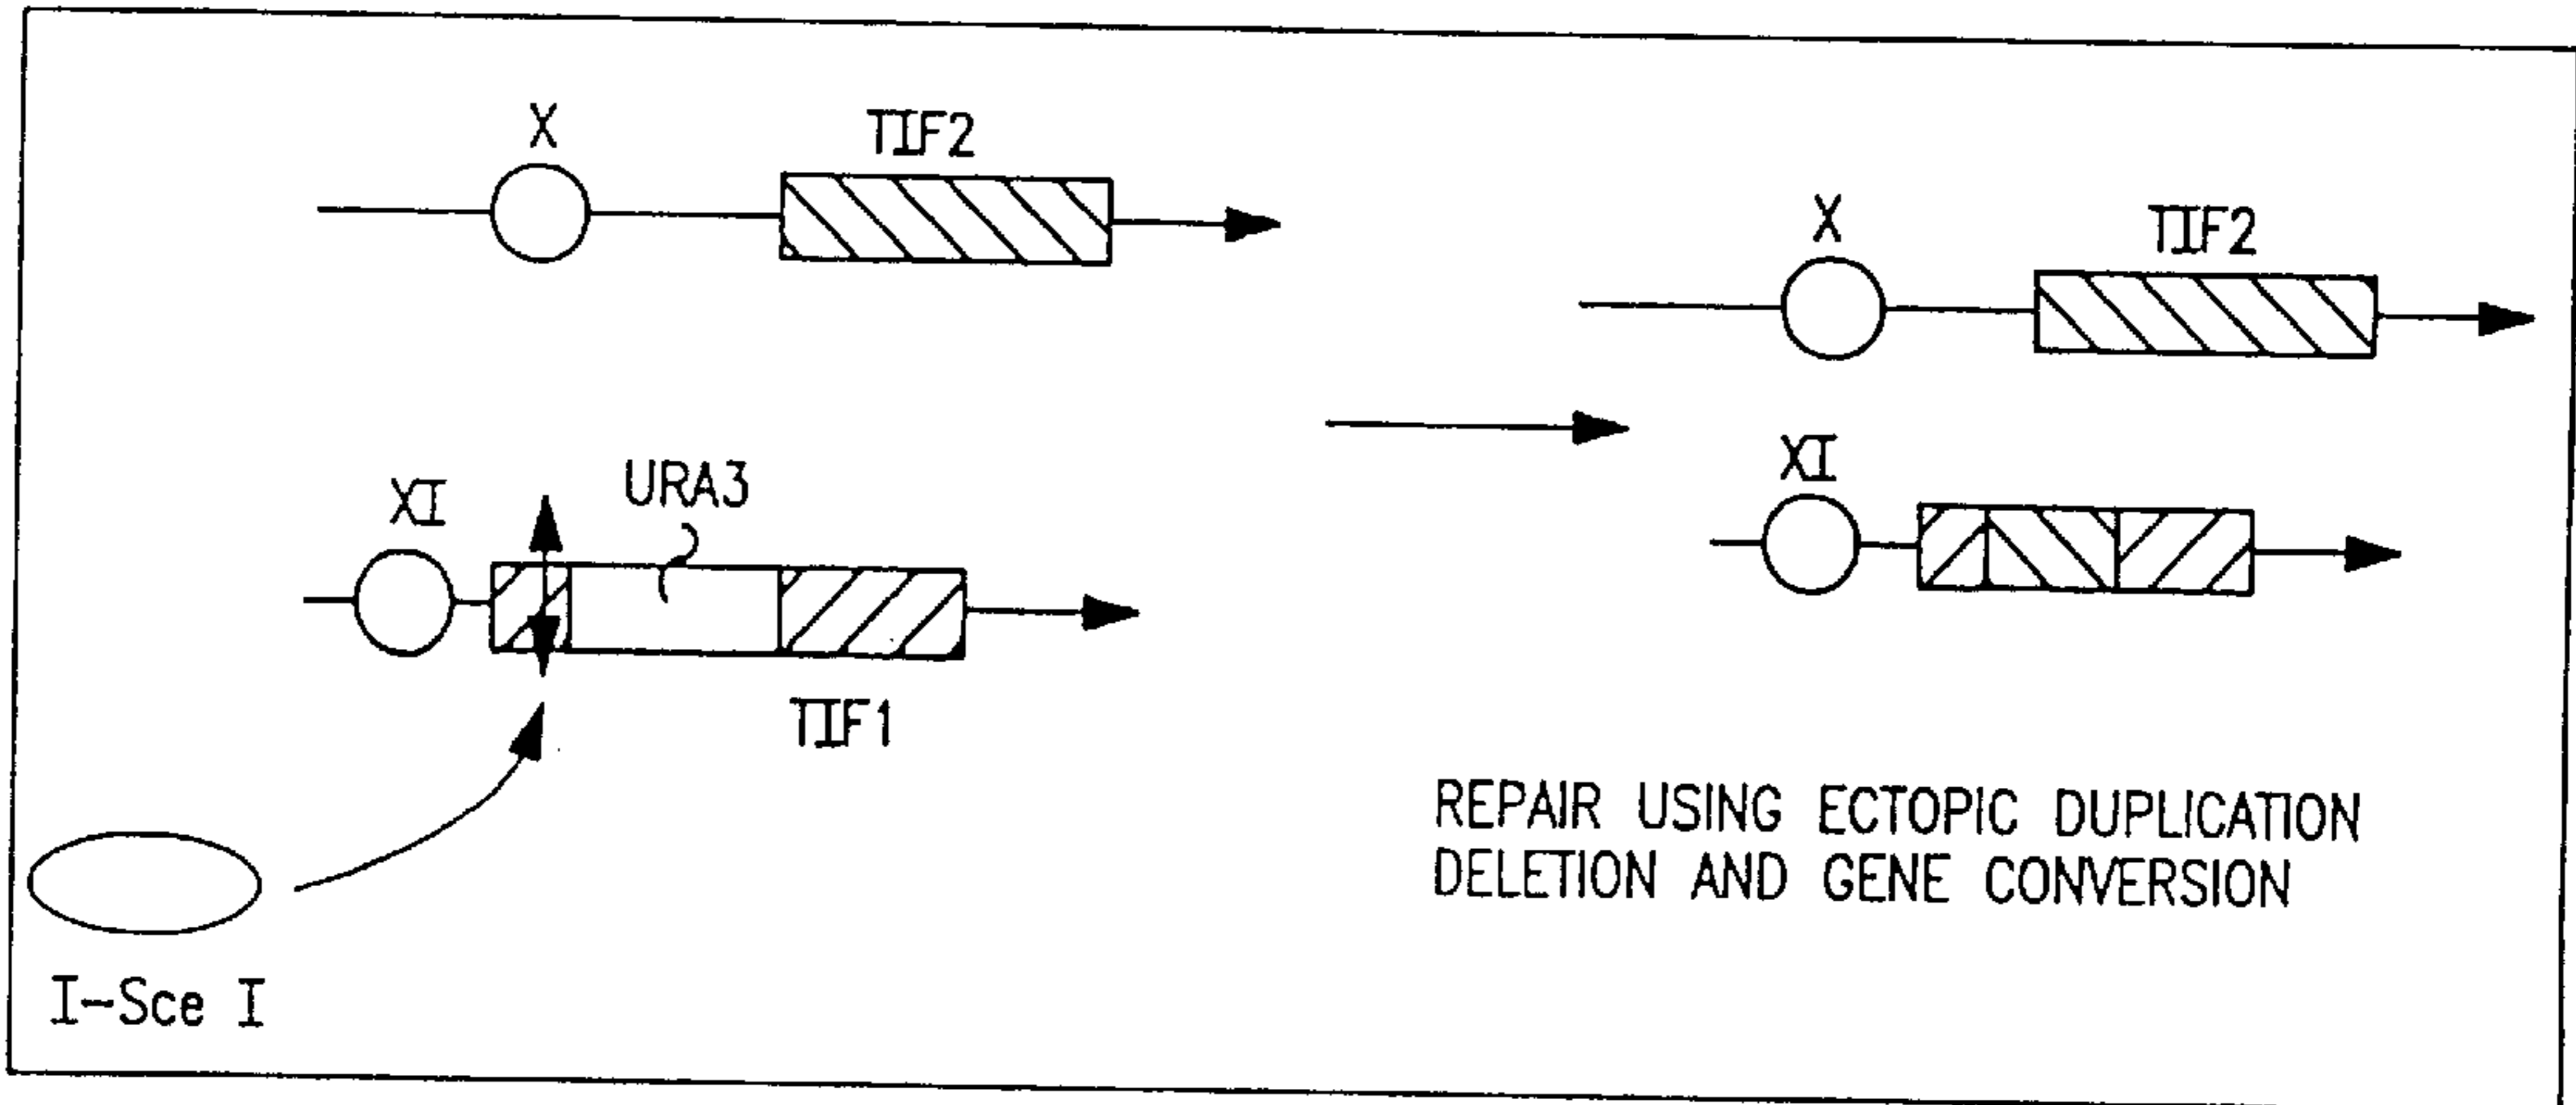 X
TIF2
XI
URA3
TIF1
I-Sce I
X
TIF2
XI
REPAIR USING ECTOPIC DUPLICATION
DELETION AND GENE CONVERSION